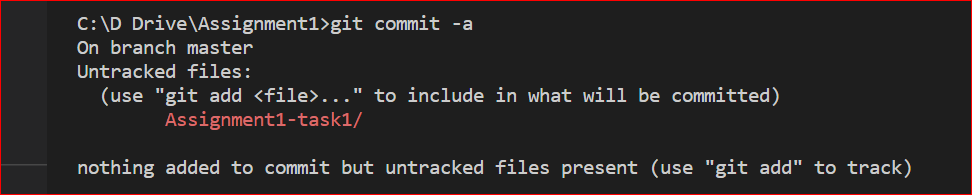 C:\D Drive\Assignment1>git commit -a
On branch master
Untracked files:
(use "git add <file>..." to include in what will be committed)
Assignment1-task1/
nothing added to commit but untracked files present (use "git add" to track)